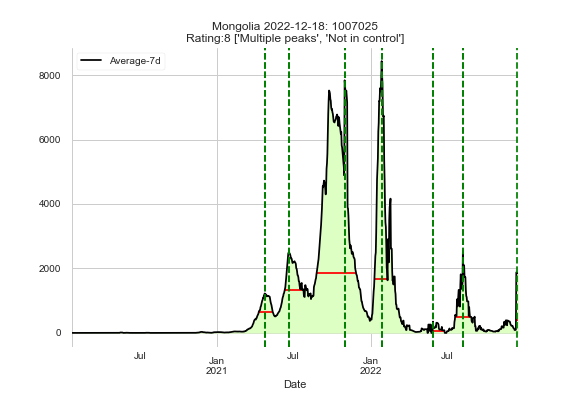 Mongolia 2022-12-18: 1007025
Rating:8 ['Multiple peaks', 'Not in control']
Average-7d
8000
6000
4000
2000
0
Jul
Jan
2021
Jul
Jan
2022
Jul
Date